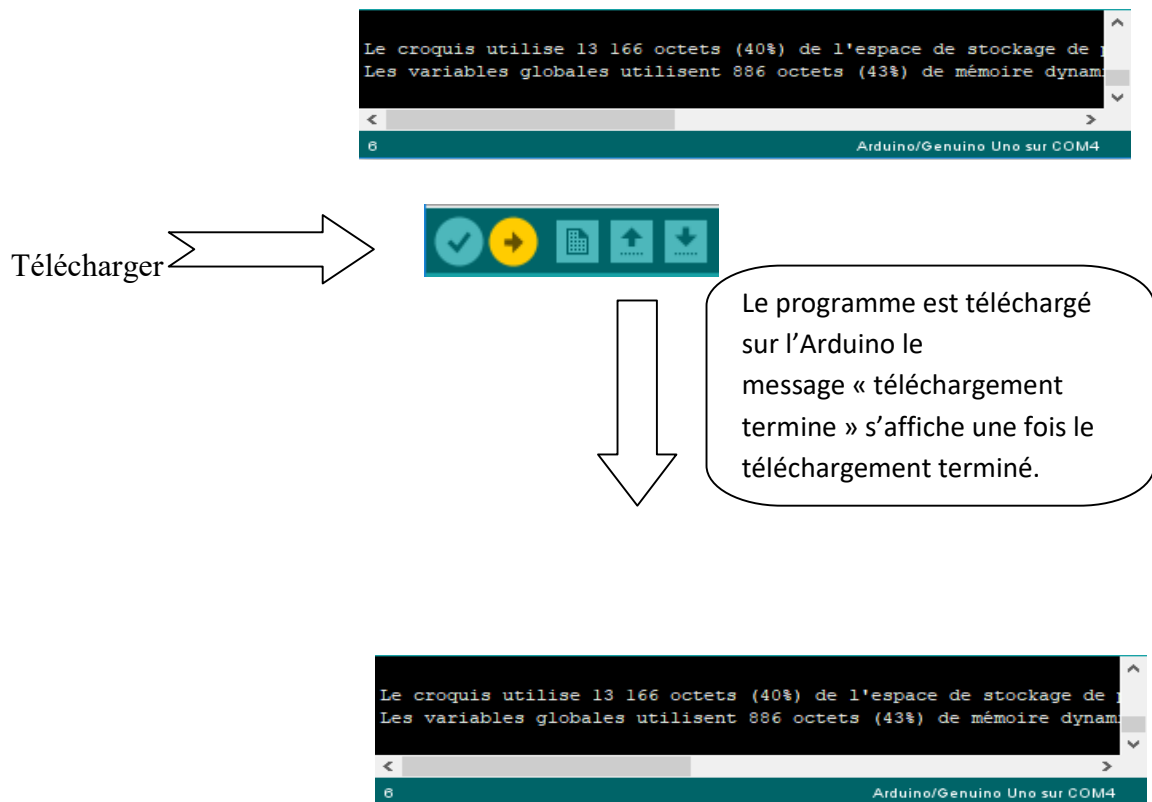 Le croquis utilise 13 166 octets (40%) de l'espace de stockage de
Les variables globales utilisent 886 octets (43%) de mémoire dynam
6 Arduino/Genuino Uno sur COM4
Télécharger
Le programme est téléchargé
sur l'Arduino le
message « téléchargement
termine » s'affiche une fois le
téléchargement terminé.
Le croquis utilise 13 166 octets (40%) de l'espace de stockage de
Les variables globales utilisent 886 octets (43%) de mémoire dynam
6 Arduino/Genuino Uno sur COM4